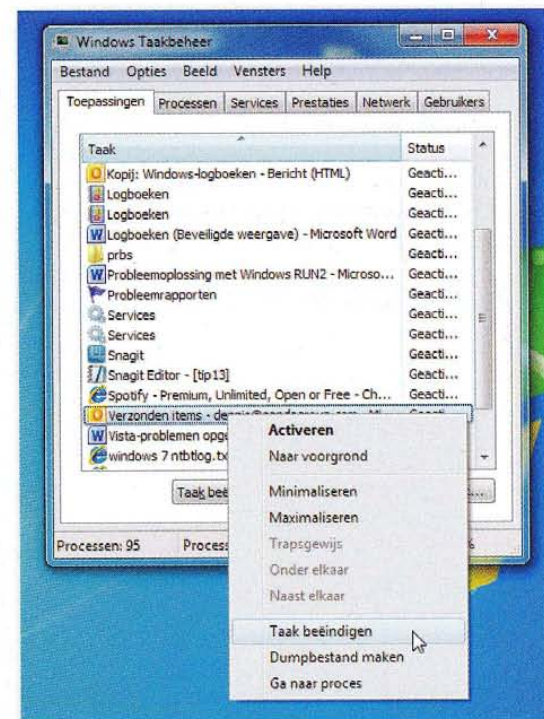 Windows Taakbeheer
Bestand Opties Beeld Vensters Help
Toepassingen Processen Services Prestaties Netwerk Gebruikers
Taak Status
Kopij: Windows-logboeken - Bericht (HTML) Geacti...
Logboeken Geacti...
Logboeken Geacti...
Logboeken (Beveiligde weergave) - Microsoft Word Geacti...
prbs Geacti...
Probleemoplossing met Windows RUN2 - Microso... Geacti...
Probleemrapporten Geacti...
Services Geacti...
Services Geacti...
Snagit Geacti...
Snagit Editor - [tip13] Geacti...
Spotify - Premium, Unlimited, Open or Free - Ch... Geacti...
Verzonden items
Vista-problemen
windows 7 ntbtlog.tx
Activeren
Naar voorgrond
Minimaliseren
Maximaliseren
Trapsgewijs
Onder elkaar
Naast elkaar
Taak beëindigen
Dumpbestand maken
Ga naar proces
Taak beë
Processen: 95 Proces